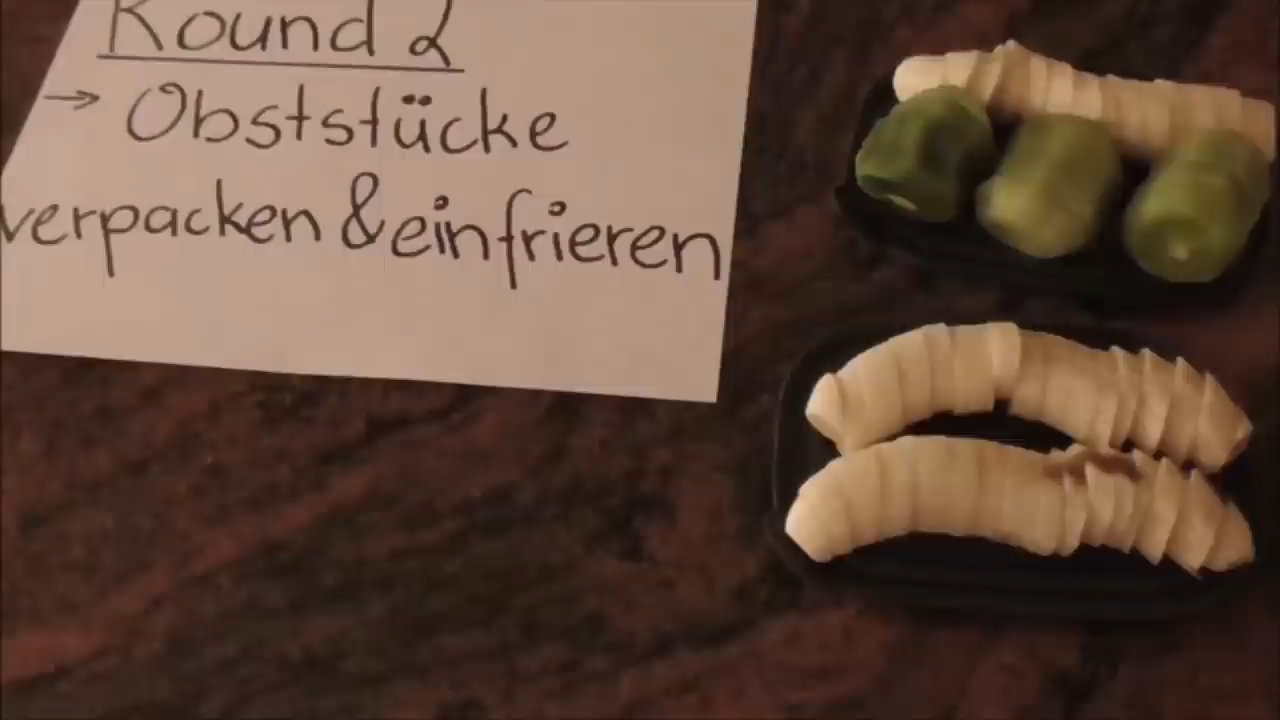 Round 2
→ Obststücke
verpacken & einfrieren